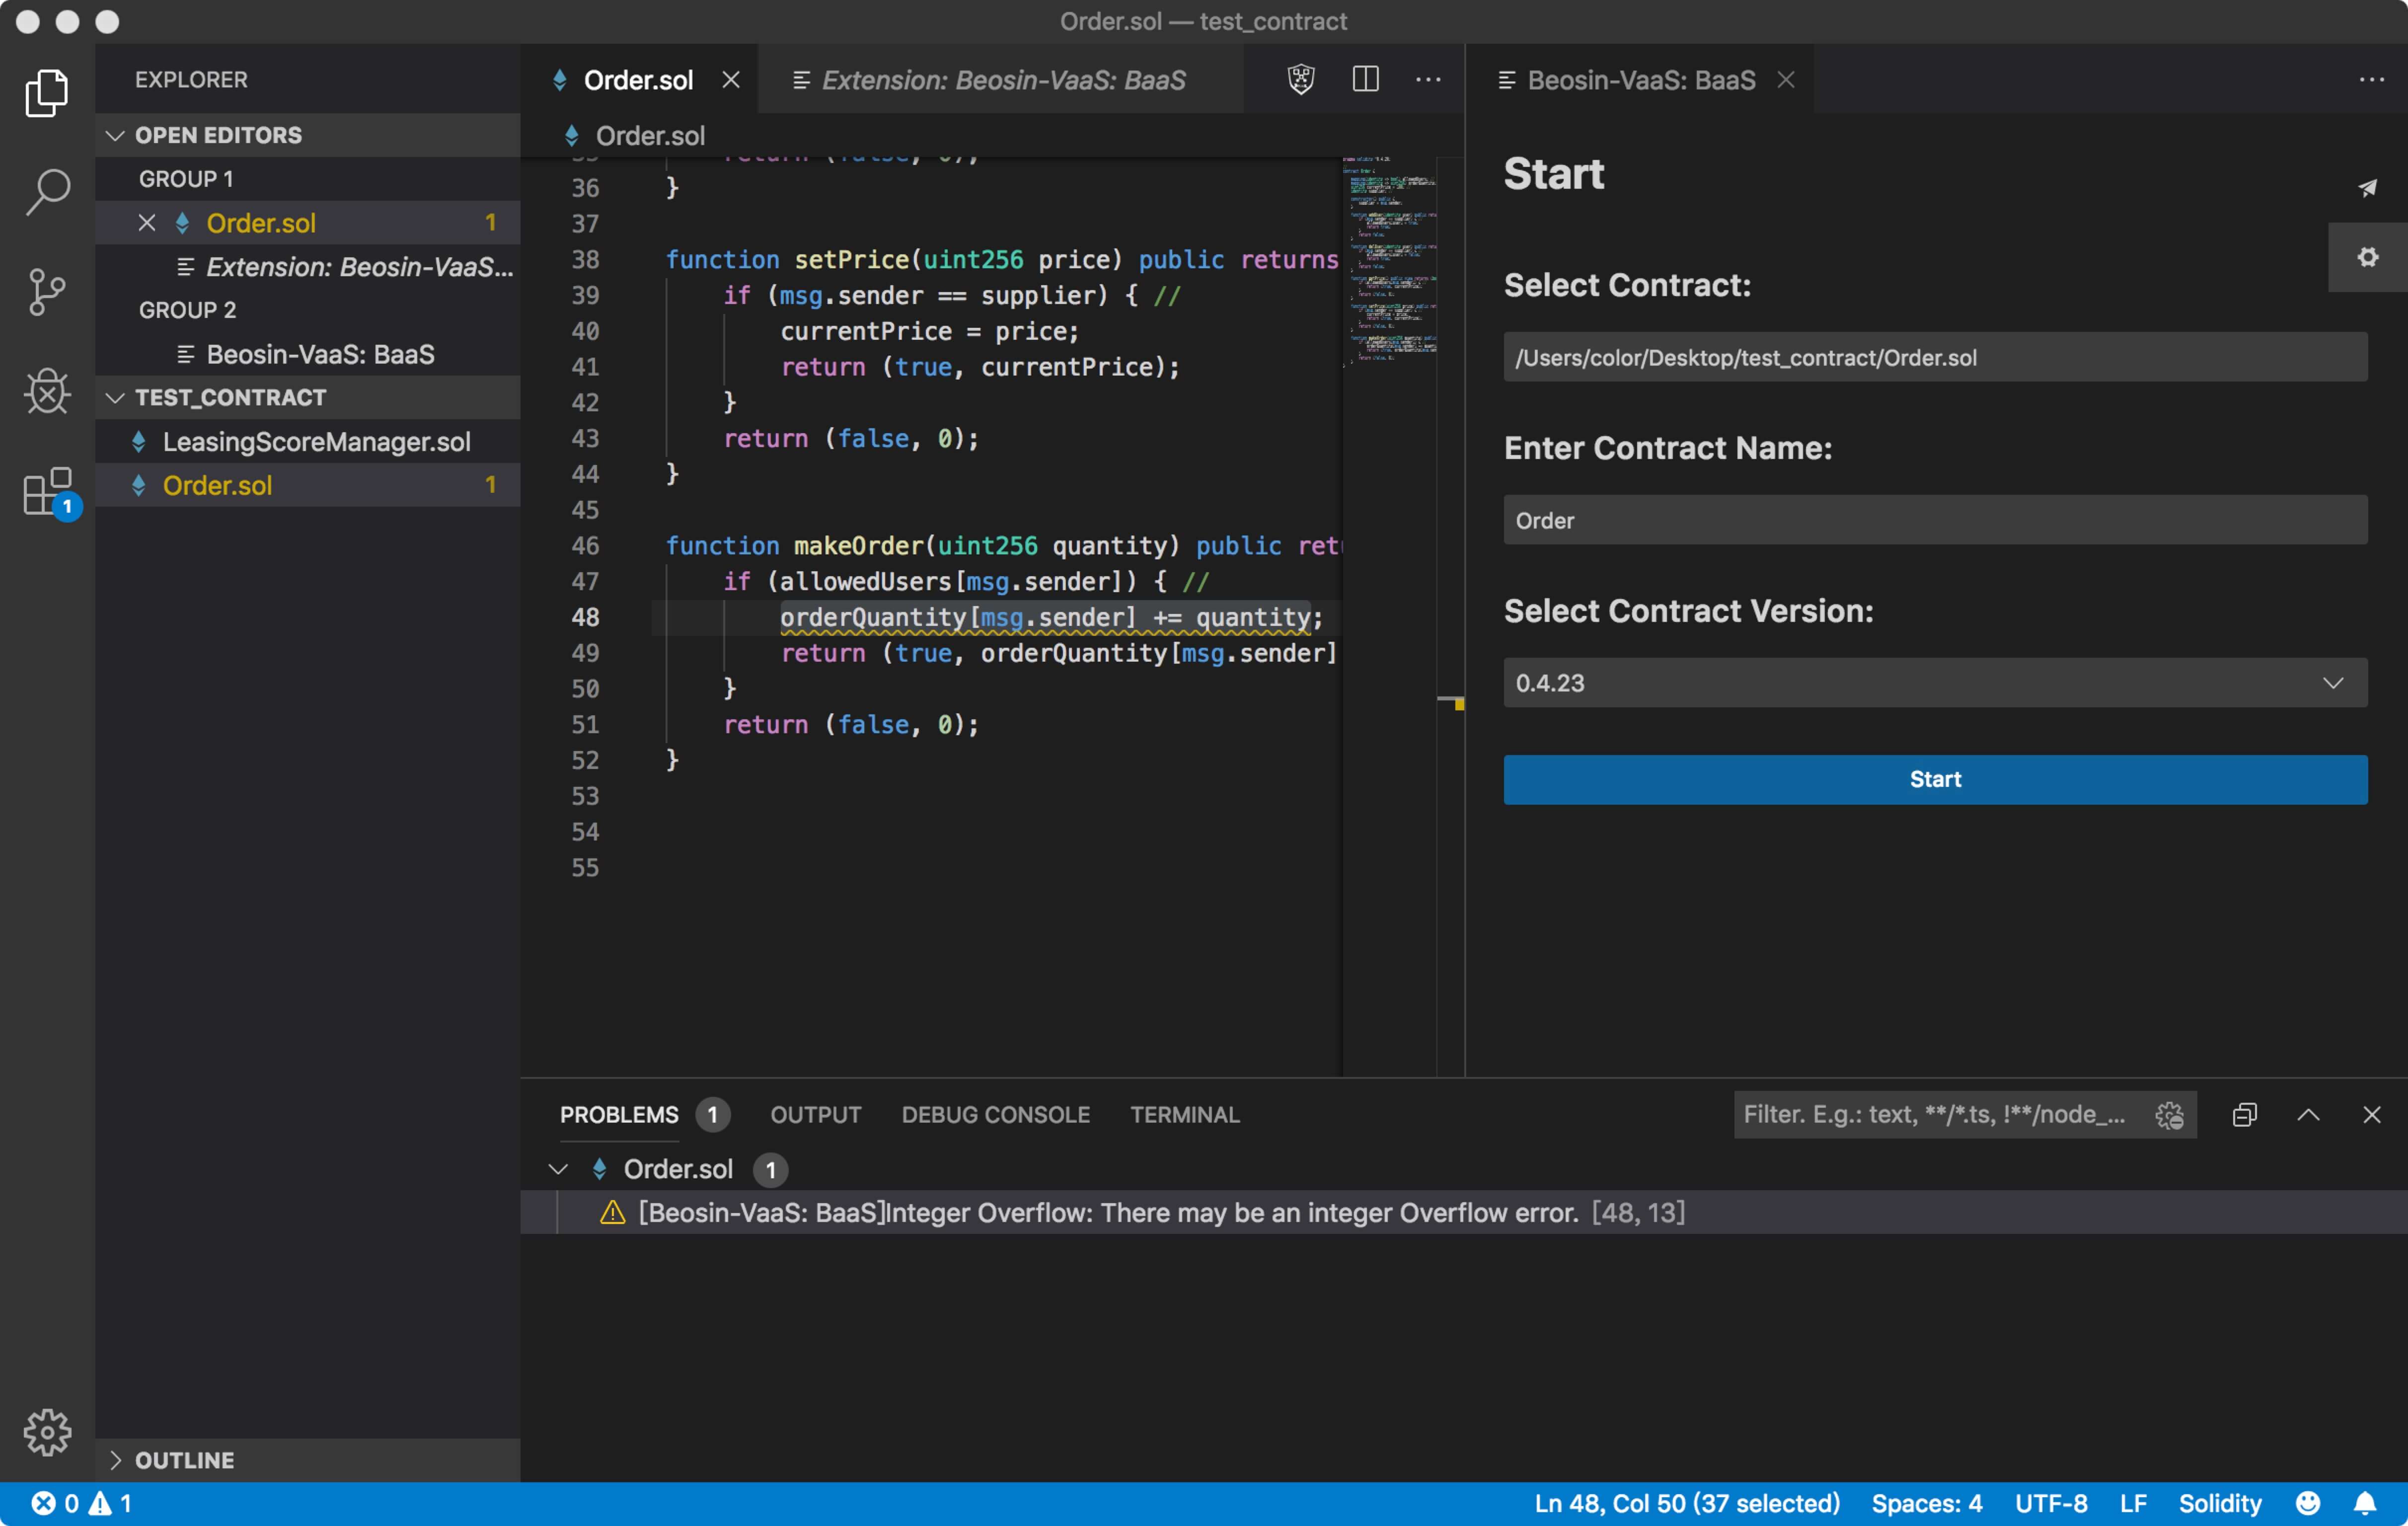 Order.sol — test_contract
EXPLORER
OPEN EDITORS
GROUP 1
Order.sol 1
Extension: Beosin-VaaS...
GROUP 2
Beosin-VaaS: BaaS
TEST_CONTRACT
LeasingScoreManager.sol
Order.sol 1
1
OUTLINE
Order.sol
Extension: Beosin-VaaS: BaaS
Order.sol
36 }
37
38 function setPrice(uint256 price) public returns
39 if (msg.sender == supplier) { //
40 currentPrice = price;
41 return (true, currentPrice);
42 }
43 return (false, 0);
44 }
45
46 function makeOrder(uint256 quantity) public ret
47 if (allowedUsers[msg.sender]) { //
48 orderQuantity[msg.sender] += quantity;
49 return (true, orderQuantity[msg.sender]
50 }
51 return (false, 0);
52 }
53
54
55
Beosin-VaaS: BaaS
Start
Select Contract:
/Users/color/Desktop/test_contract/Order.sol
Enter Contract Name:
Order
Select Contract Version:
0.4.23
Start
PROBLEMS 1 OUTPUT DEBUG CONSOLE TERMINAL
Filter. E.g.: text, **/*.ts, !**/node_...
Order.sol 1
[Beosin-VaaS: BaaS]Integer Overflow: There may be an integer Overflow error. [48, 13]
0 1
Ln 48, Col 50 (37 selected) Spaces: 4 UTF-8 LF Solidity